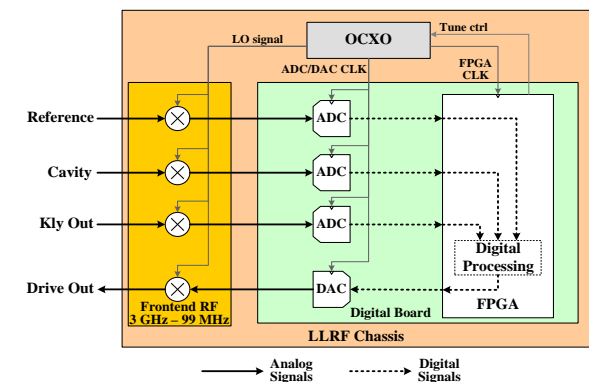 OCXO
Tune ctrl
LO signal
ADC/DAC CLK
FPGA
CLK
Reference
ADC
Cavity
ADC
Kly Out
ADC
Digital
Processing
Drive Out
DAC
FPGA
Frontend RF
3 GHz – 99 MHz
Digital Board
LLRF Chassis
Analog
Signals
Digital
Signals